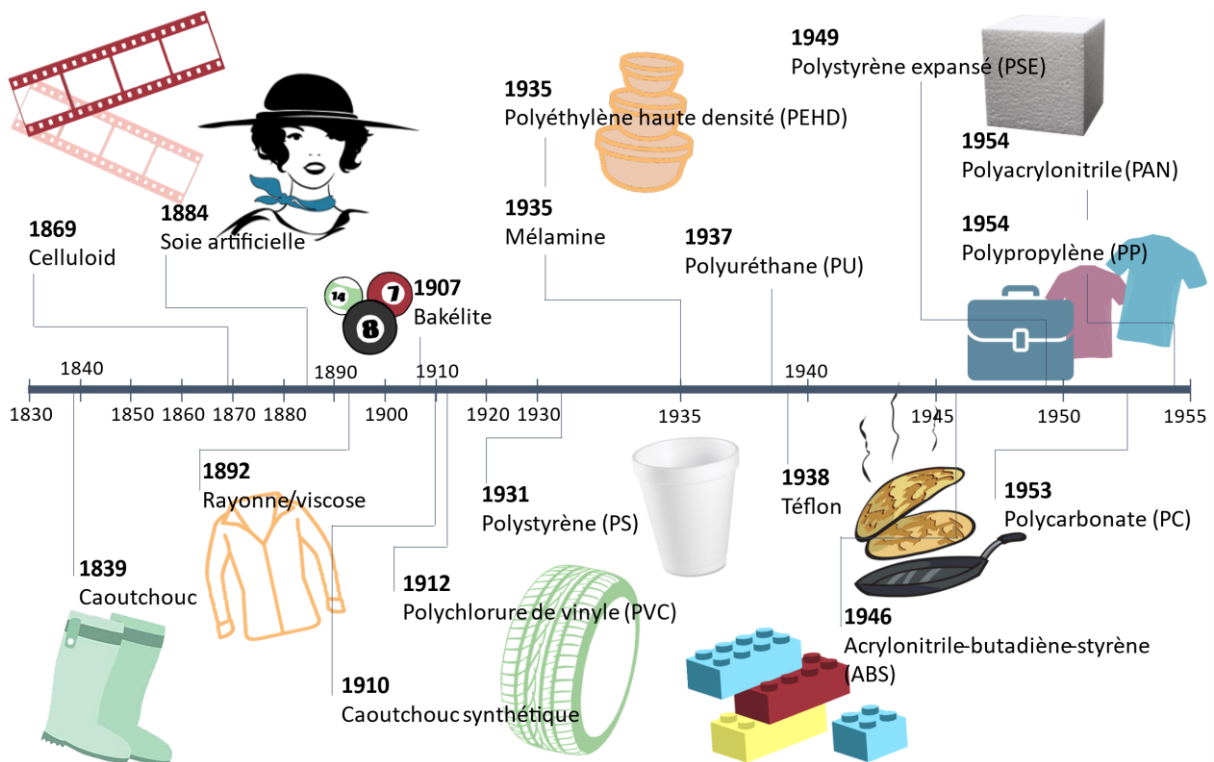 1949
Polystyrène expansé (PSE)
1935
Polyéthylène haute densité (PEHD)
1954
Polyacrylonitrile (PAN)
1869
Celluloid
1884
Soie artificielle
1935
Mélamine
1937
Polyuréthane (PU)
1954
Polypropylène (PP)
14
7
8
1907
Bakélite
1840
1890
1910
1940
1830
1850
1860
1870
1880
1900
1920
1930
1935
1945
1950
1955
1892
Rayonne/viscose
1931
Polystyrène (PS)
1938
Téflon
1953
Polycarbonate (PC)
1839
Caoutchouc
1912
Polychlorure de vinyle (PVC)
1946
Acrylonitrile-butadiène-styrène
(ABS)
1910
Caoutchouc synthétique